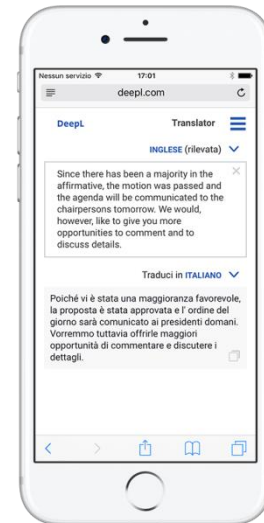 Nessun servizio 17:01
deepl.com
DeepL Translator
INGLESE (rilevata)
Since there has been a majority in the
affirmative, the motion was passed and
the agenda will be communicated to the
chairpersons tomorrow. We would,
however, like to give you more
opportunities to comment and to
discuss details.
Traduci in ITALIANO
Poiché vi è stata una maggioranza favorevole,
la proposta è stata approvata e l' ordine del
giorno sarà comunicato ai presidenti domani.
Vorremmo tuttavia offrirle maggiori
opportunità di commentare e discutere i
dettagli.